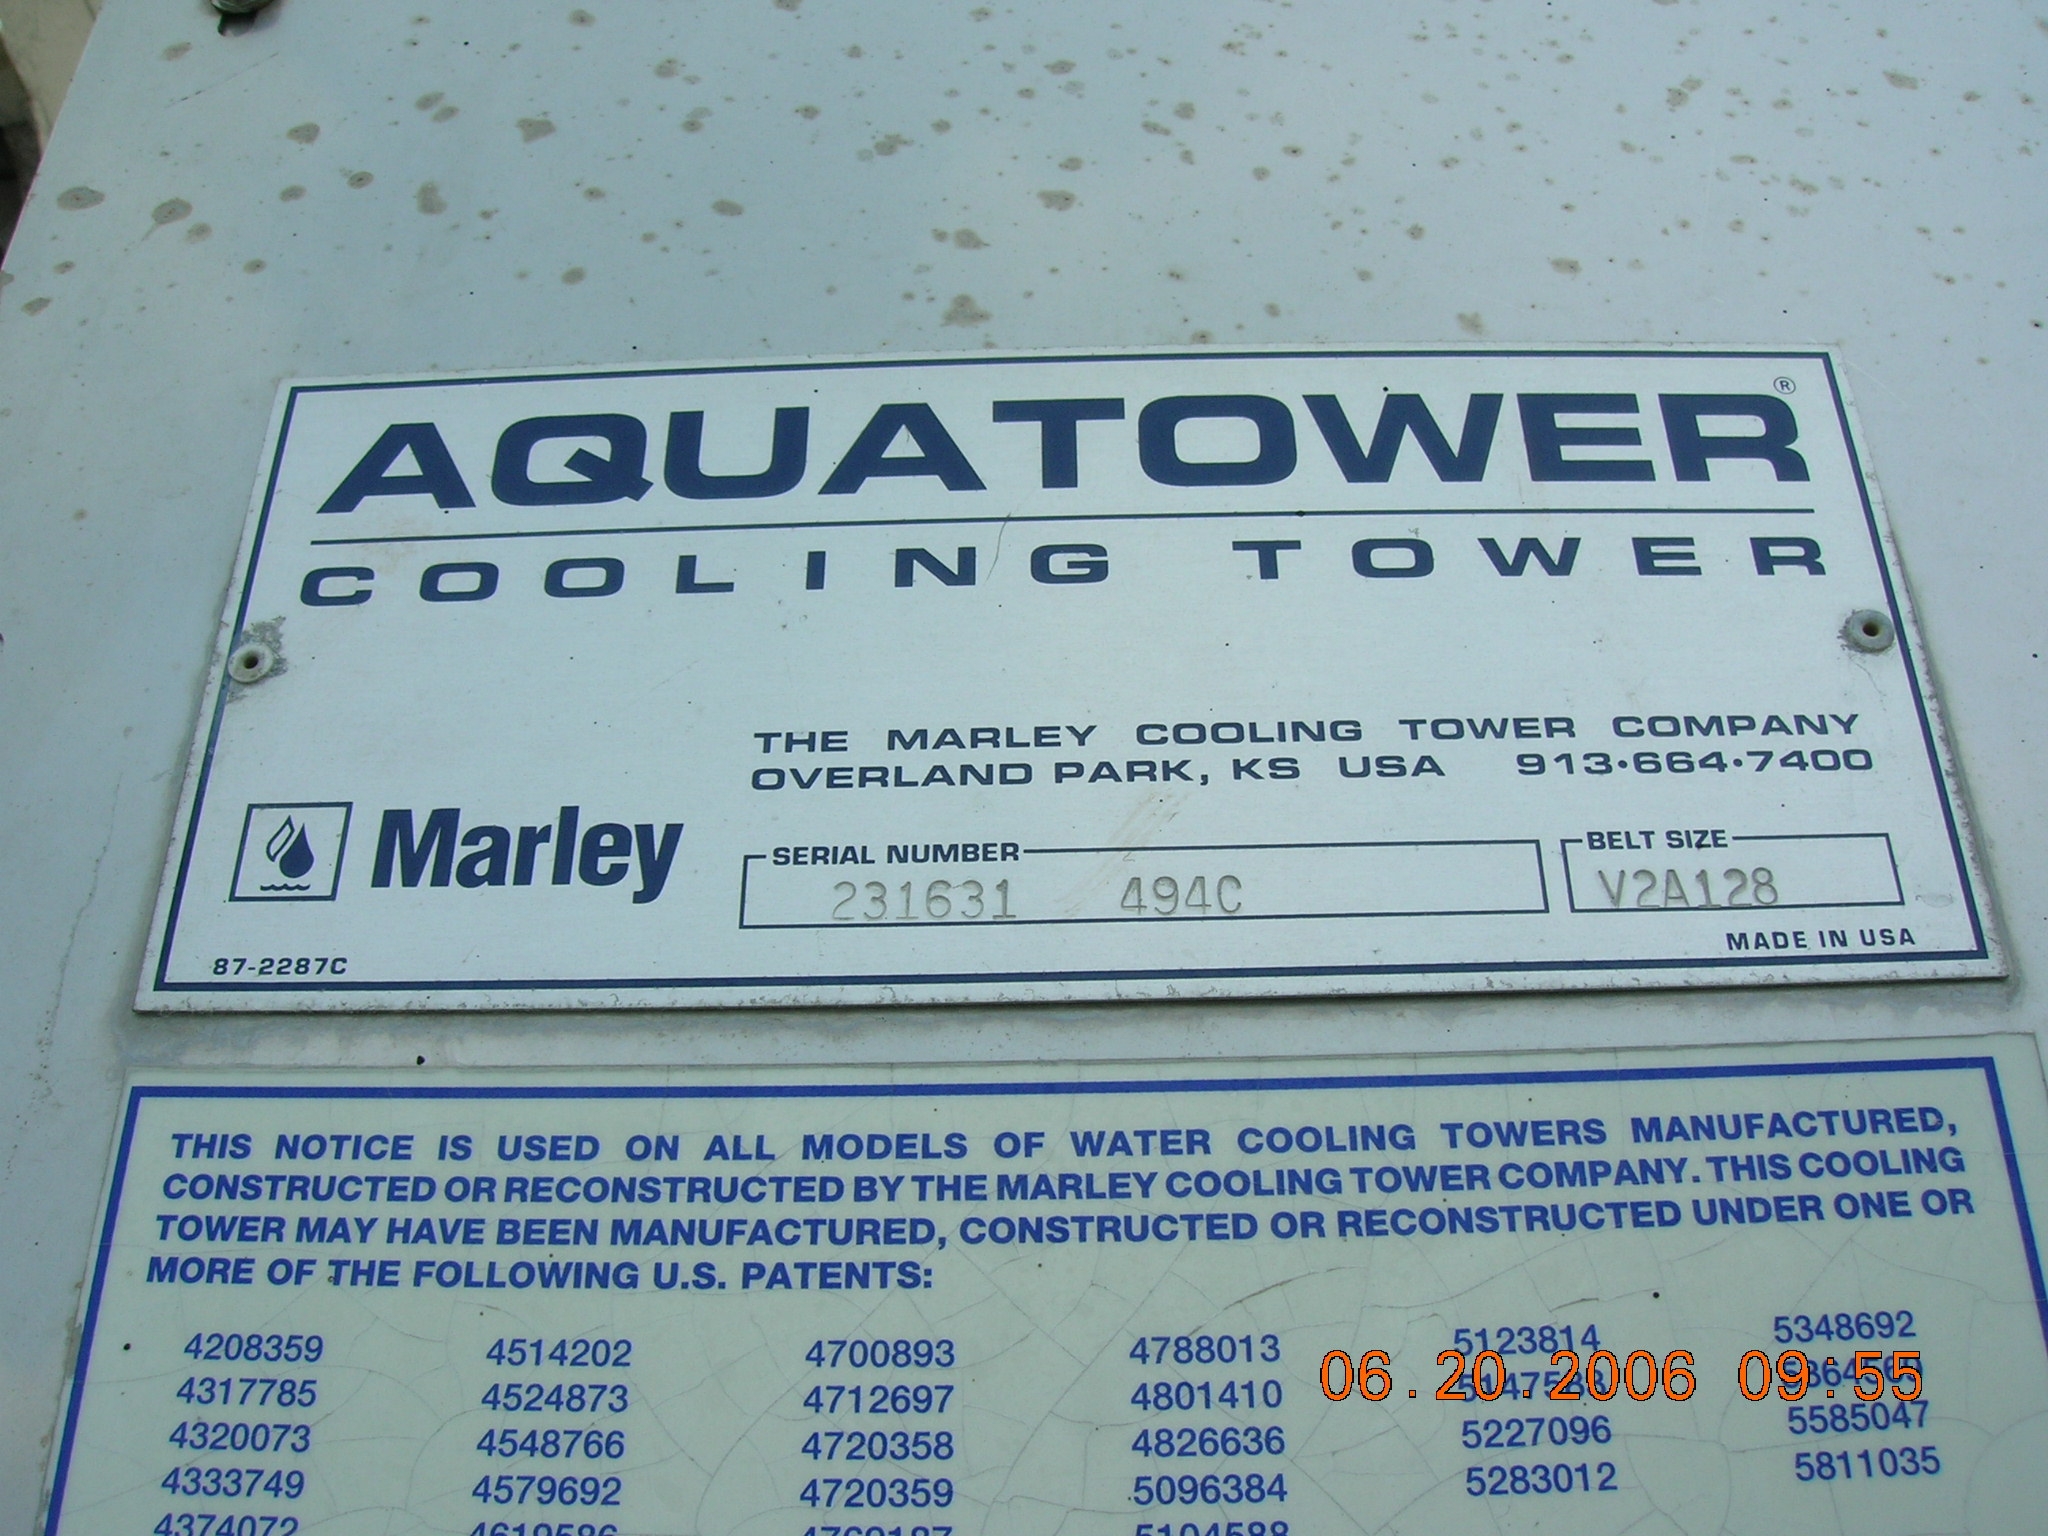 AQUATOWER®
COOLING TOWER
THE MARLEY COOLING TOWER COMPANY
OVERLAND PARK, KS USA 913·664·7400
Marley
SERIAL NUMBER
231631 494C
BELT SIZE
V2A128
87-2287C
MADE IN USA
THIS NOTICE IS USED ON ALL MODELS OF WATER COOLING TOWERS MANUFACTURED,
CONSTRUCTED OR RECONSTRUCTED BY THE MARLEY COOLING TOWER COMPANY. THIS COOLING
TOWER MAY HAVE BEEN MANUFACTURED, CONSTRUCTED OR RECONSTRUCTED UNDER ONE OR
MORE OF THE FOLLOWING U.S. PATENTS:
4208359 4514202 4700893 4788013 5123814 5348692
4317785 4524873 4712697 4801410
06.20.2006 09:55
4320073 4548766 4720358 4826636 5227096 5585047
4333749 4579692 4720359 5096384 5283012 5811035
4374072